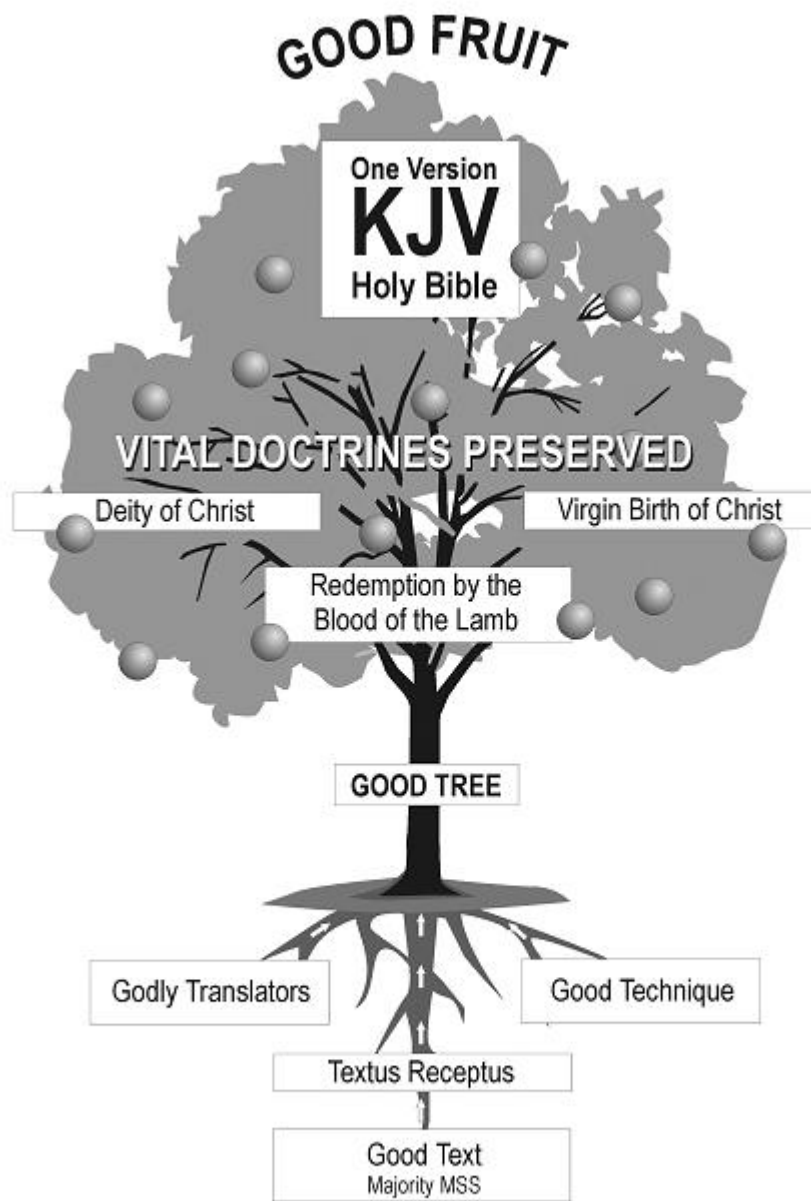 GOOD FRUIT
One Version
KJV
Holy Bible
VITAL DOCTRINES PRESERVED
Deity of Christ
Virgin Birth of Christ
Redemption by the
Blood of the Lamb
GOOD TREE
Godly Translators
Good Technique
Textus Receptus
Good Text
Majority MSS